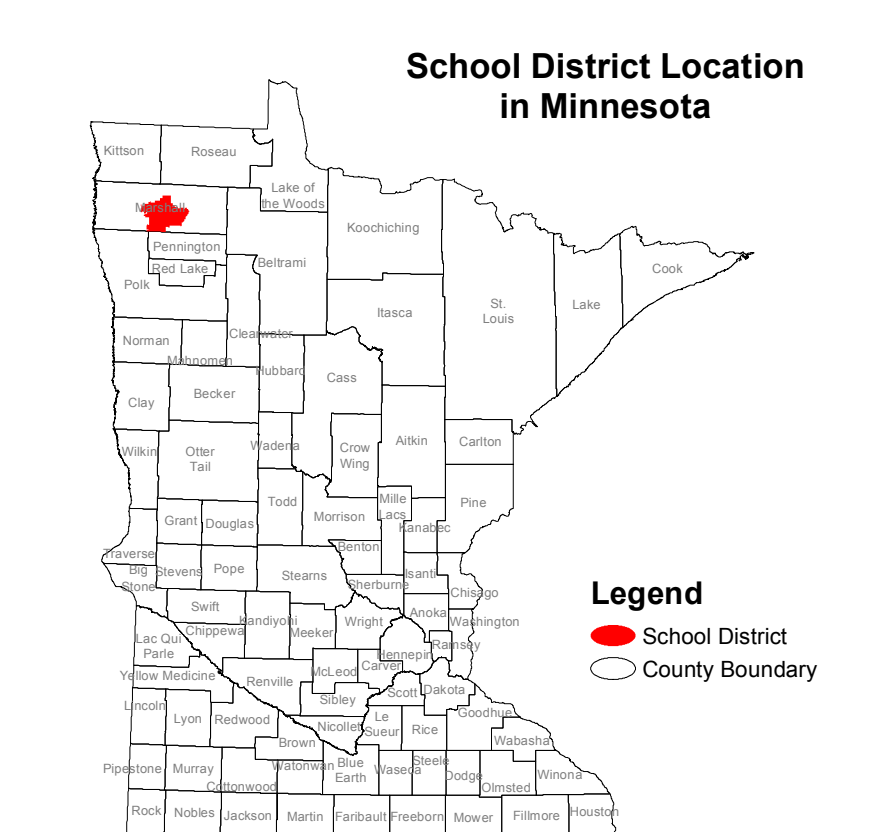 School District Location
in Minnesota
Kittson
Roseau
Lake of
the Woods
Marshall
Koochiching
Pennington
Beltrami
Red Lake
Polk
Cook
St.
Louis
Lake
Itasca
Norman
Clearwater
Mahnomen
Hubbard
Cass
Becker
Clay
Wilkin
Otter
Tail
Wadena
Crow
Wing
Aitkin
Carlton
Todd
Morrison
Mille
Lacs
Kanabec
Pine
Grant
Douglas
Traverse
Benton
Big
Stone
Stevens
Pope
Stearns
Sherburne
Isanti
Chisago
Swift
Kandiyohi
Meeker
Wright
Anoka
Washington
Lac Qui
Parle
Chippewa
Hennepin
Ramsey
Yellow Medicine
Renville
McLeod
Carver
Scott
Dakota
Sibley
Lincoln
Lyon
Redwood
Nicollet
Le
Sueur
Rice
Goodhue
Wabasha
Brown
Pipestone
Murray
Cottonwood
Watonwan
Blue
Earth
Waseca
Steele
Dodge
Olmsted
Winona
Rock
Nobles
Jackson
Martin
Faribault
Freeborn
Mower
Fillmore
Houston
Legend
School District
County Boundary